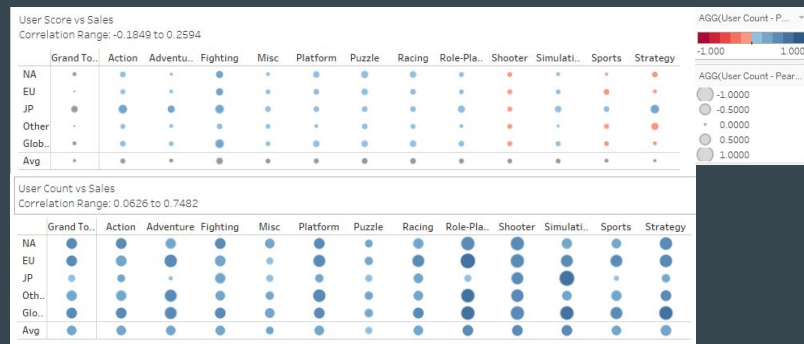 User Score vs Sales
Correlation Range: -0.1849 to 0.2594
Grand To.. Action Adventu.. Fighting Misc Platform Puzzle Racing Role-Pla.. Shooter Simulati.. Sports Strategy
NA
EU
JP
Other
Glob..
Avg
User Count vs Sales
Correlation Range: 0.0626 to 0.7482
Grand To.. Action Adventure Fighting Misc Platform Puzzle Racing Role-Pla.. Shooter Simulati.. Sports Strategy
NA
EU
JP
Oth..
Glo..
Avg
AGG(User Count - P...
-1.000 1.000
AGG(User Count - Pear...
-1.0000
-0.5000
0.0000
0.5000
1.0000